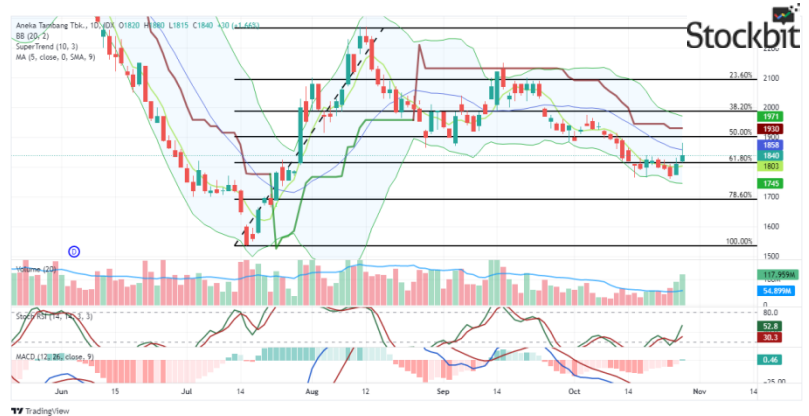 Stockbit
Aneka Tambang Tbk., 1D, IDX O1820 H1880 L1815 C1840 +30 (+1.66%)
BB (20, 2)
SuperTrend (10, 3)
MA (5, close, 0, SMA, 9)
2100
23.60%
2000
38.20%
1971
1930
50.00%
1858
1840
61.80%
1803
1745
78.60%
1700
1600
100.00%
1500
D
Volume (20)
117.959M
54.899M
0
Stoch RSI (14, 14, 3, 3)
80.0
52.8
30.3
MACD (12, 26, close, 9)
0.46
-25.00
Jun Jul 14 Aug 12 Sep 14 Oct 14 Nov 14
TradingView